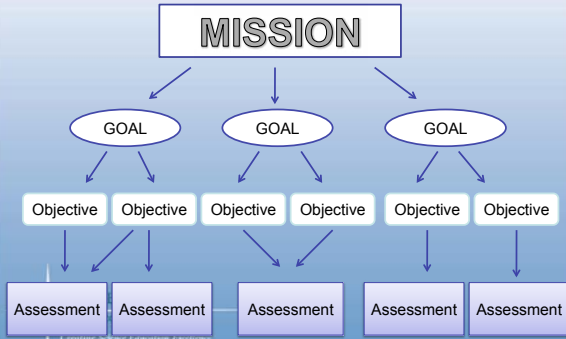 MISSION
GOAL GOAL GOAL
Objective Objective Objective Objective Objective Objective
Assessment Assessment Assessment Assessment Assessment